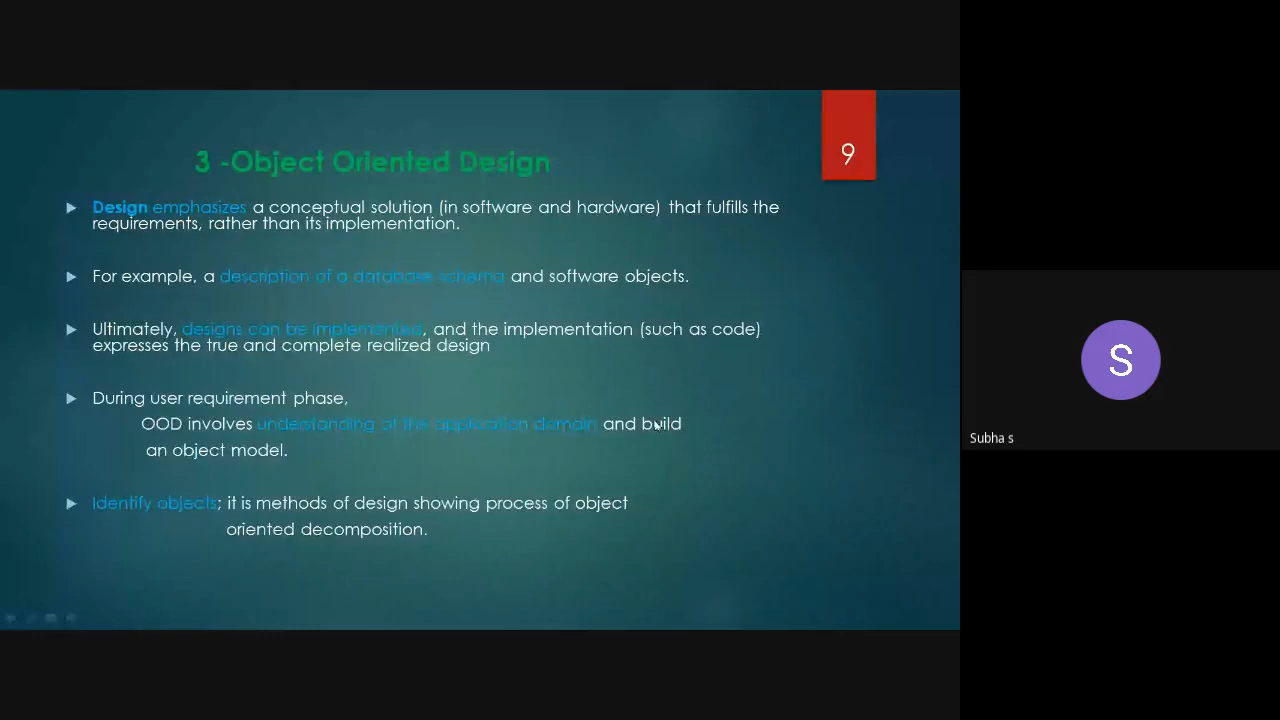 3 -Object Oriented Design
9
Design emphasizes a conceptual solution (in software and hardware) that fulfills the
requirements, rather than its implementation.
For example, a description of a database schema and software objects.
Ultimately, designs can be implemented, and the implementation (such as code)
expresses the true and complete realized design
During user requirement phase,
OOD involves undestanding of the application domain and build
an object model.
Identify objects; it is methods of design showing process of object
oriented decomposition.
S
Subha s